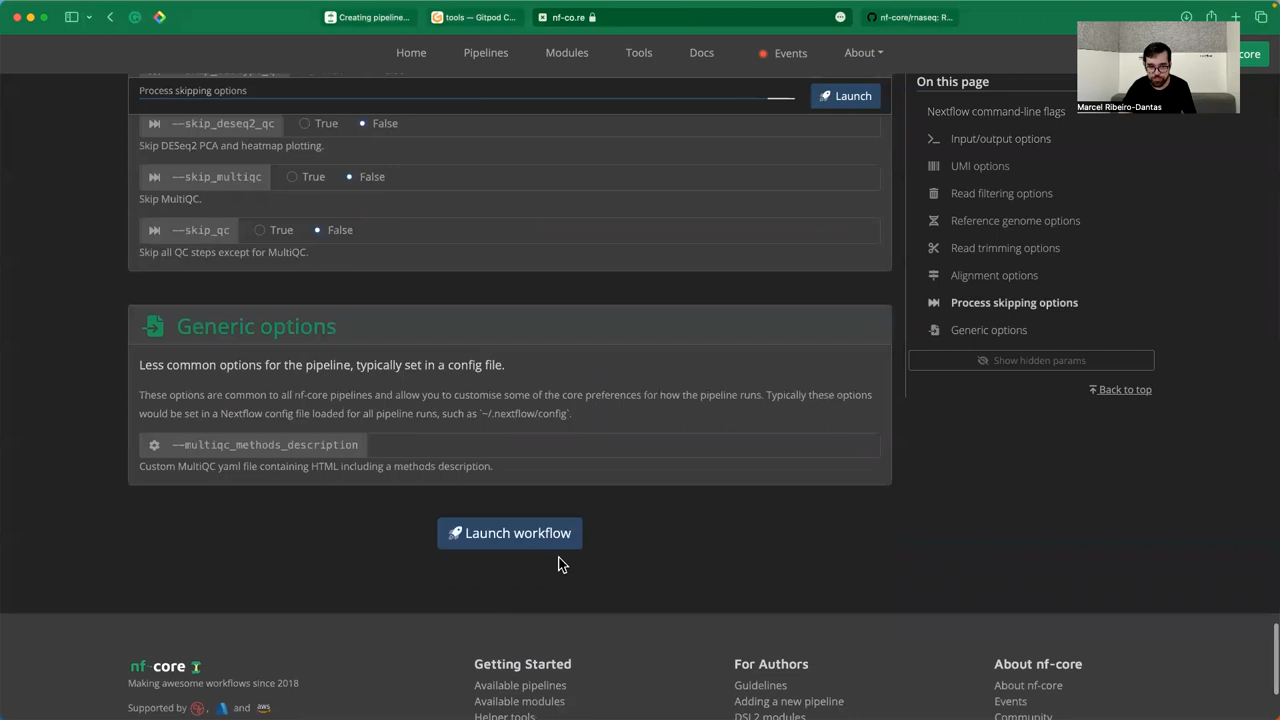 Creating pipeline...
tools — Gitpod C...
nf-co.re
nf-core/rnaseq: R...
Home
Pipelines
Modules
Tools
Docs
Events
About
core
Marcel Ribeiro-Dantas
Process skipping options
Launch
--skip_deseq2_qc
True
False
Skip DESeq2 PCA and heatmap plotting.
--skip_multiqc
True
False
Skip MultiQC.
--skip_qc
True
False
Skip all QC steps except for MultiQC.
Generic options
Less common options for the pipeline, typically set in a config file.
These options are common to all nf-core pipelines and allow you to customise some of the core preferences for how the pipeline runs. Typically these options
would be set in a Nextflow config file loaded for all pipeline runs, such as `~/.nextflow/config`.
--multiqc_methods_description
Custom MultiQC yaml file containing HTML including a methods description.
Launch workflow
On this page
Nextflow command-line flags
Input/output options
UMI options
Read filtering options
Reference genome options
Read trimming options
Alignment options
Process skipping options
Generic options
Show hidden params
Back to top
nf-core
Making awesome workflows since 2018
Supported by , and aws
Getting Started
Available pipelines
Available modules
Helper tools
For Authors
Guidelines
Adding a new pipeline
DSL2 modules
About nf-core
About nf-core
Events
Community